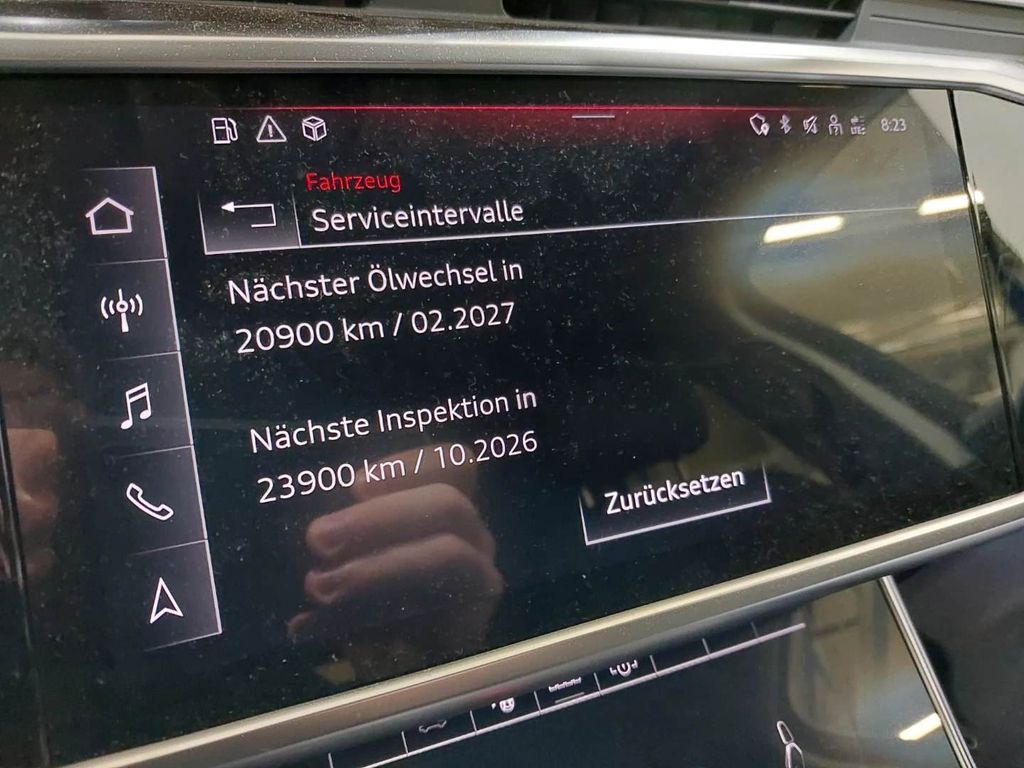 8:23
Fahrzeug
Serviceintervalle
Nächster Ölwechsel in
20900 km / 02.2027
Nächste Inspektion in
23900 km / 10.2026
Zurücksetzen